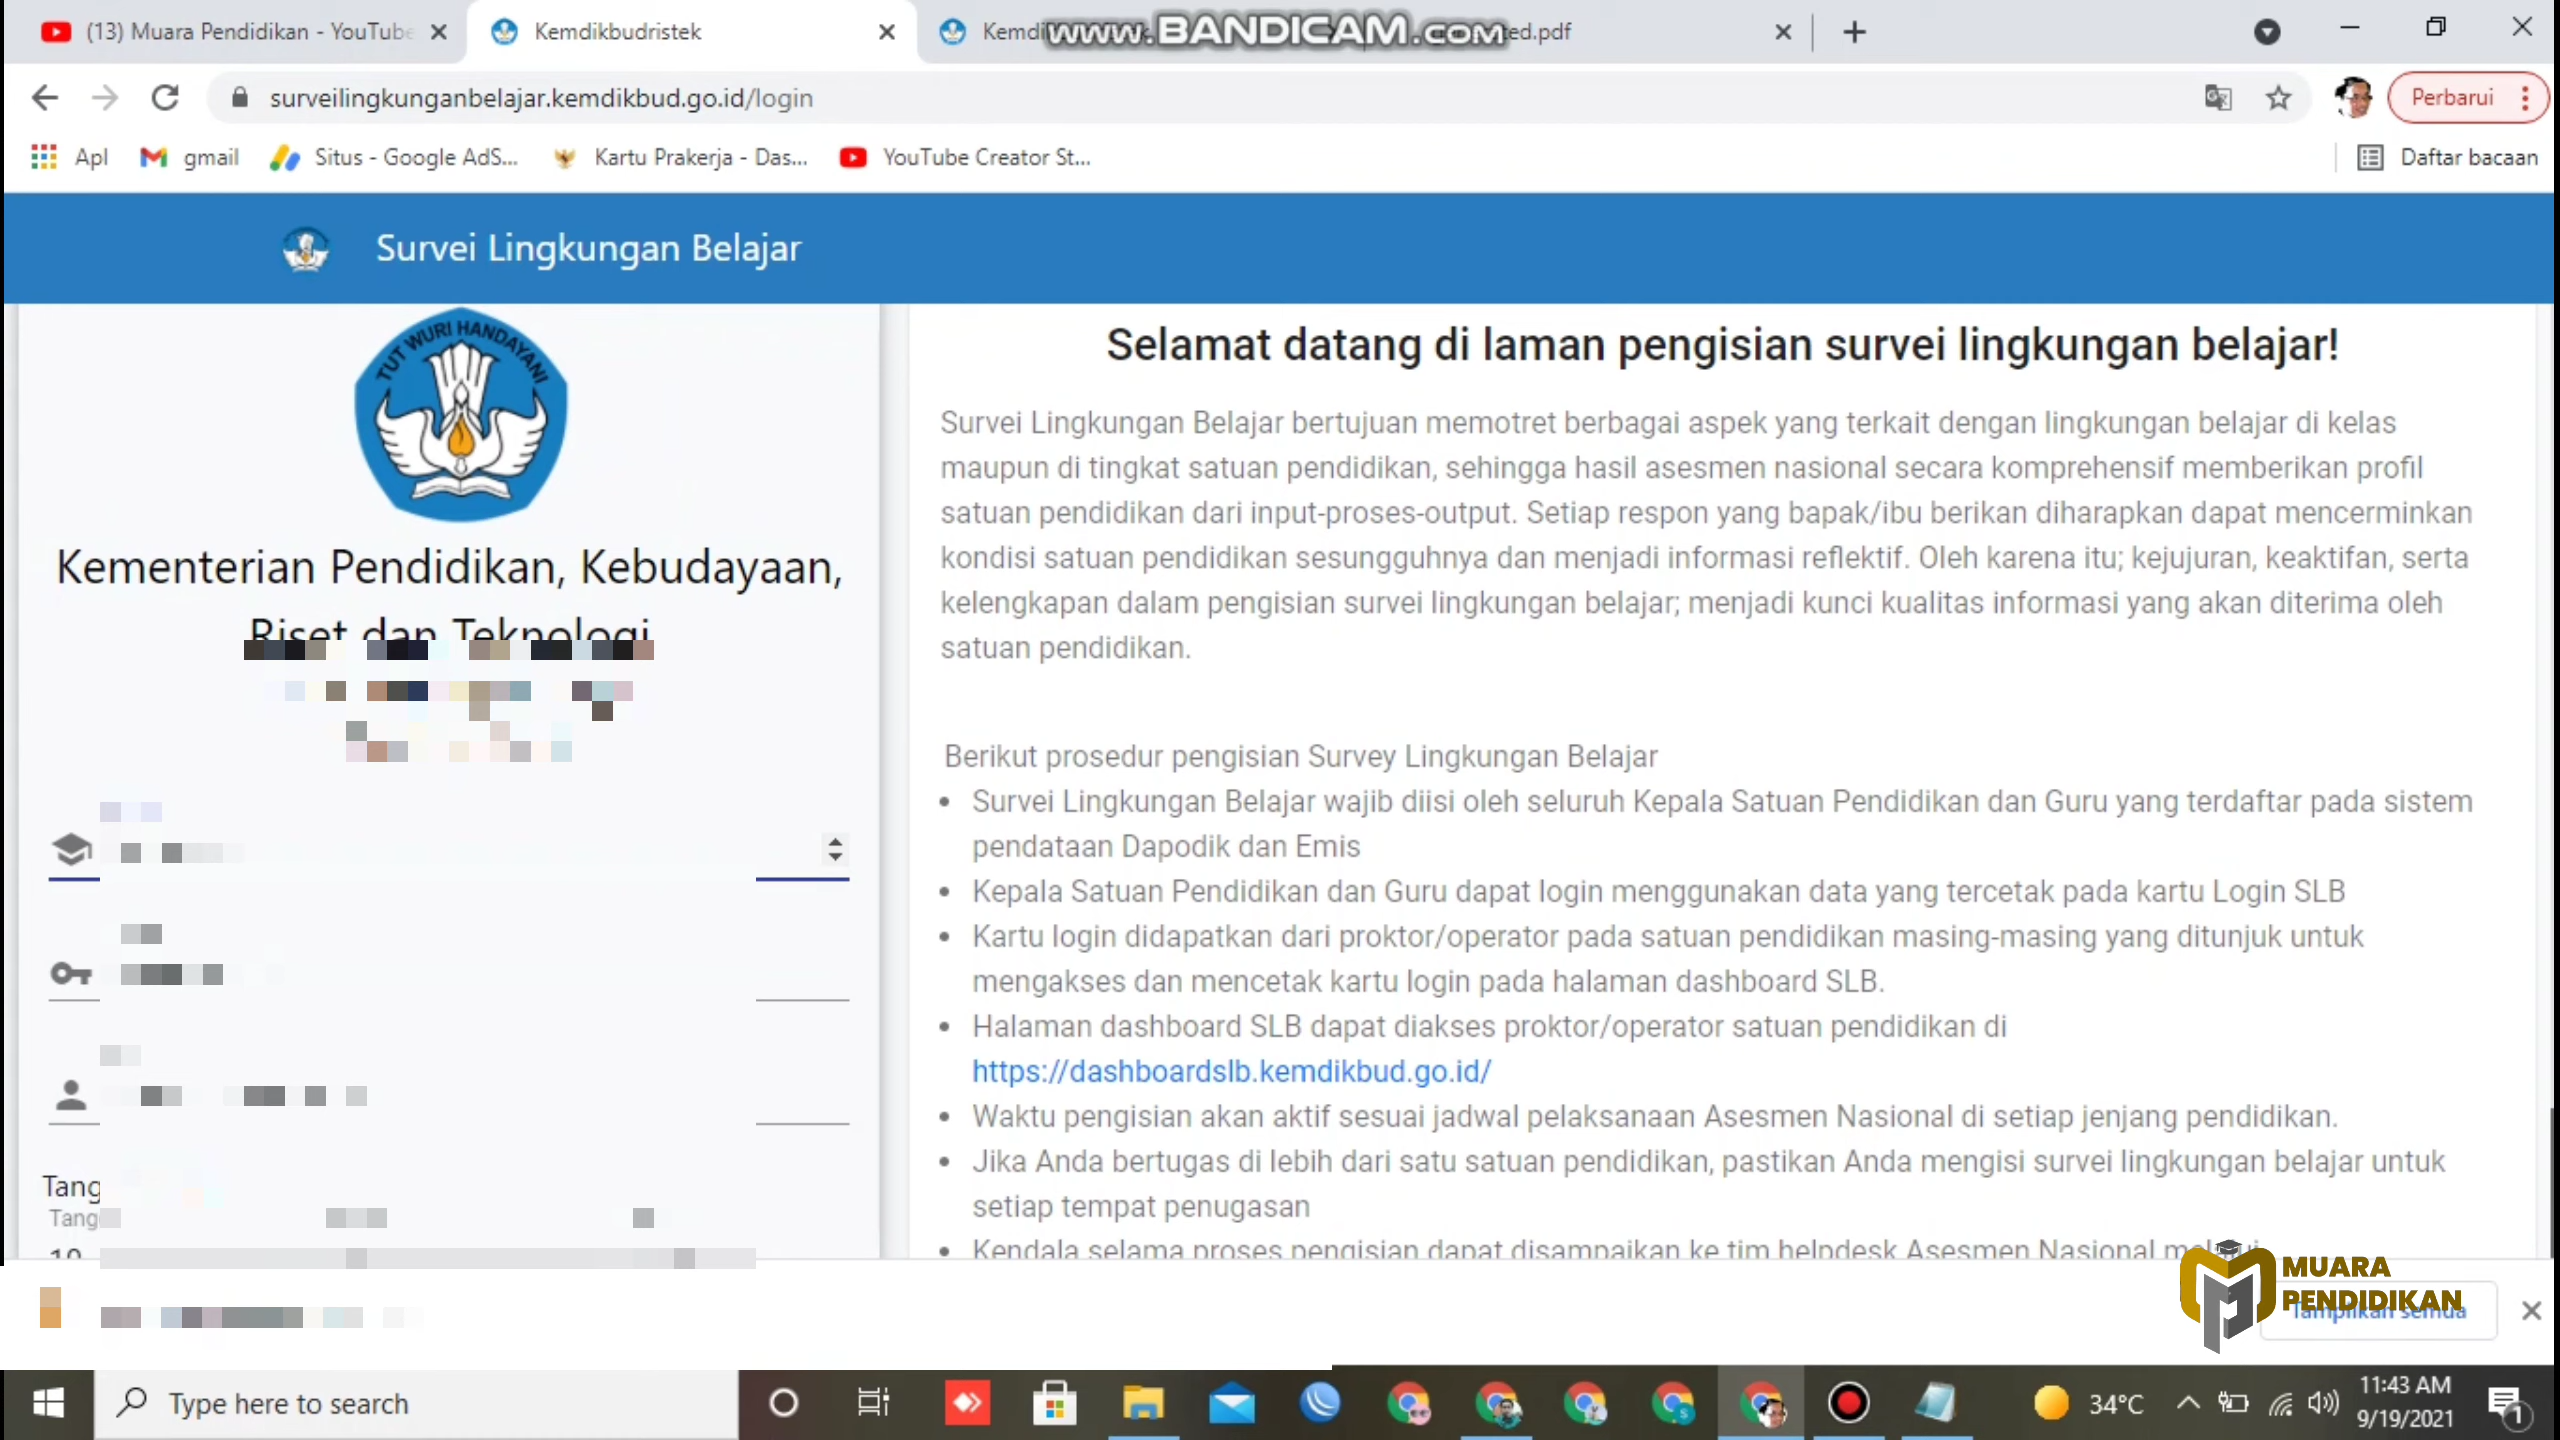 (13) Muara Pendidikan - YouTube
Kemdikbudristek
www.BANDICAM.com
surveilingkunganbelajar.kemdikbud.go.id/login
Perbarui
Apl
gmail
Situs - Google AdS...
Kartu Prakerja - Das...
YouTube Creator St...
Daftar bacaan
Survei Lingkungan Belajar
TUT WURI HANDAYANI
Kementerian Pendidikan, Kebudayaan,
Riset dan Teknologi
Tang
Tang
Selamat datang di laman pengisian survei lingkungan belajar!
Survei Lingkungan Belajar bertujuan memotret berbagai aspek yang terkait dengan lingkungan belajar di kelas
maupun di tingkat satuan pendidikan, sehingga hasil asesmen nasional secara komprehensif memberikan profil
satuan pendidikan dari input-proses-output. Setiap respon yang bapak/ibu berikan diharapkan dapat mencerminkan
kondisi satuan pendidikan sesungguhnya dan menjadi informasi reflektif. Oleh karena itu; kejujuran, keaktifan, serta
kelengkapan dalam pengisian survei lingkungan belajar; menjadi kunci kualitas informasi yang akan diterima oleh
satuan pendidikan.
Berikut prosedur pengisian Survey Lingkungan Belajar
• Survei Lingkungan Belajar wajib diisi oleh seluruh Kepala Satuan Pendidikan dan Guru yang terdaftar pada sistem
pendataan Dapodik dan Emis
• Kepala Satuan Pendidikan dan Guru dapat login menggunakan data yang tercetak pada kartu Login SLB
• Kartu login didapatkan dari proktor/operator pada satuan pendidikan masing-masing yang ditunjuk untuk
mengakses dan mencetak kartu login pada halaman dashboard SLB.
• Halaman dashboard SLB dapat diakses proktor/operator satuan pendidikan di
https://dashboardslb.kemdikbud.go.id/
• Waktu pengisian akan aktif sesuai jadwal pelaksanaan Asesmen Nasional di setiap jenjang pendidikan.
• Jika Anda bertugas di lebih dari satu satuan pendidikan, pastikan Anda mengisi survei lingkungan belajar untuk
setiap tempat penugasan
• Kendala selama proses pengisian dapat disampaikan ke tim helpdesk Asesmen Nasional melalui
MUARA
PENDIDIKAN
Tampilkan semua
Type here to search
34°C
11:43 AM
9/19/2021
1